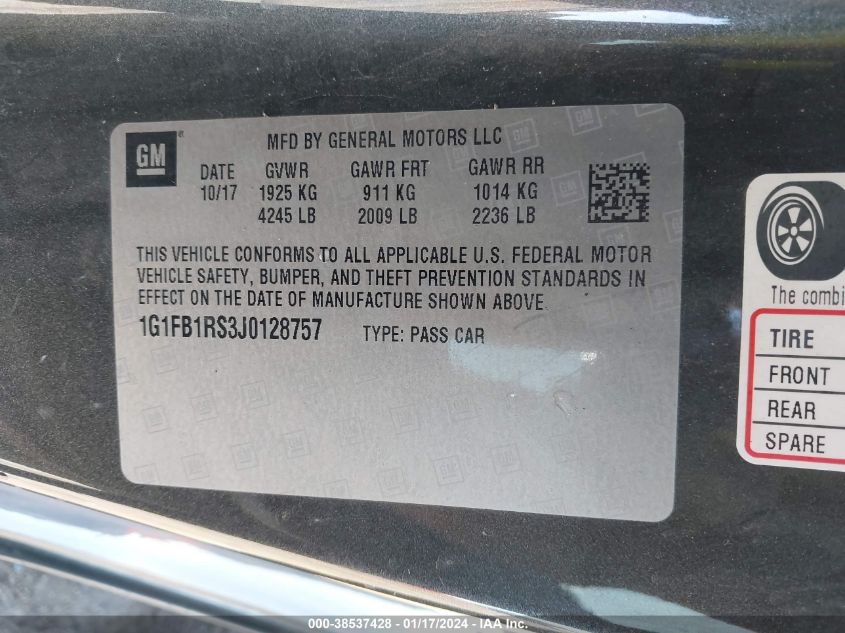 GM
MFD BY GENERAL MOTORS LLC
DATE GVWR GAWR FRT GAWR RR
10/17 1925 KG 911 KG 1014 KG
4245 LB 2009 LB 2236 LB
THIS VEHICLE CONFORMS TO ALL APPLICABLE U.S. FEDERAL MOTOR
VEHICLE SAFETY, BUMPER, AND THEFT PREVENTION STANDARDS IN
EFFECT ON THE DATE OF MANUFACTURE SHOWN ABOVE.
1G1FB1RS3J0128757 TYPE: PASS CAR
The combi
TIRE
FRONT
REAR
SPARE
000-38537428 - 01/17/2024 - IAA Inc.